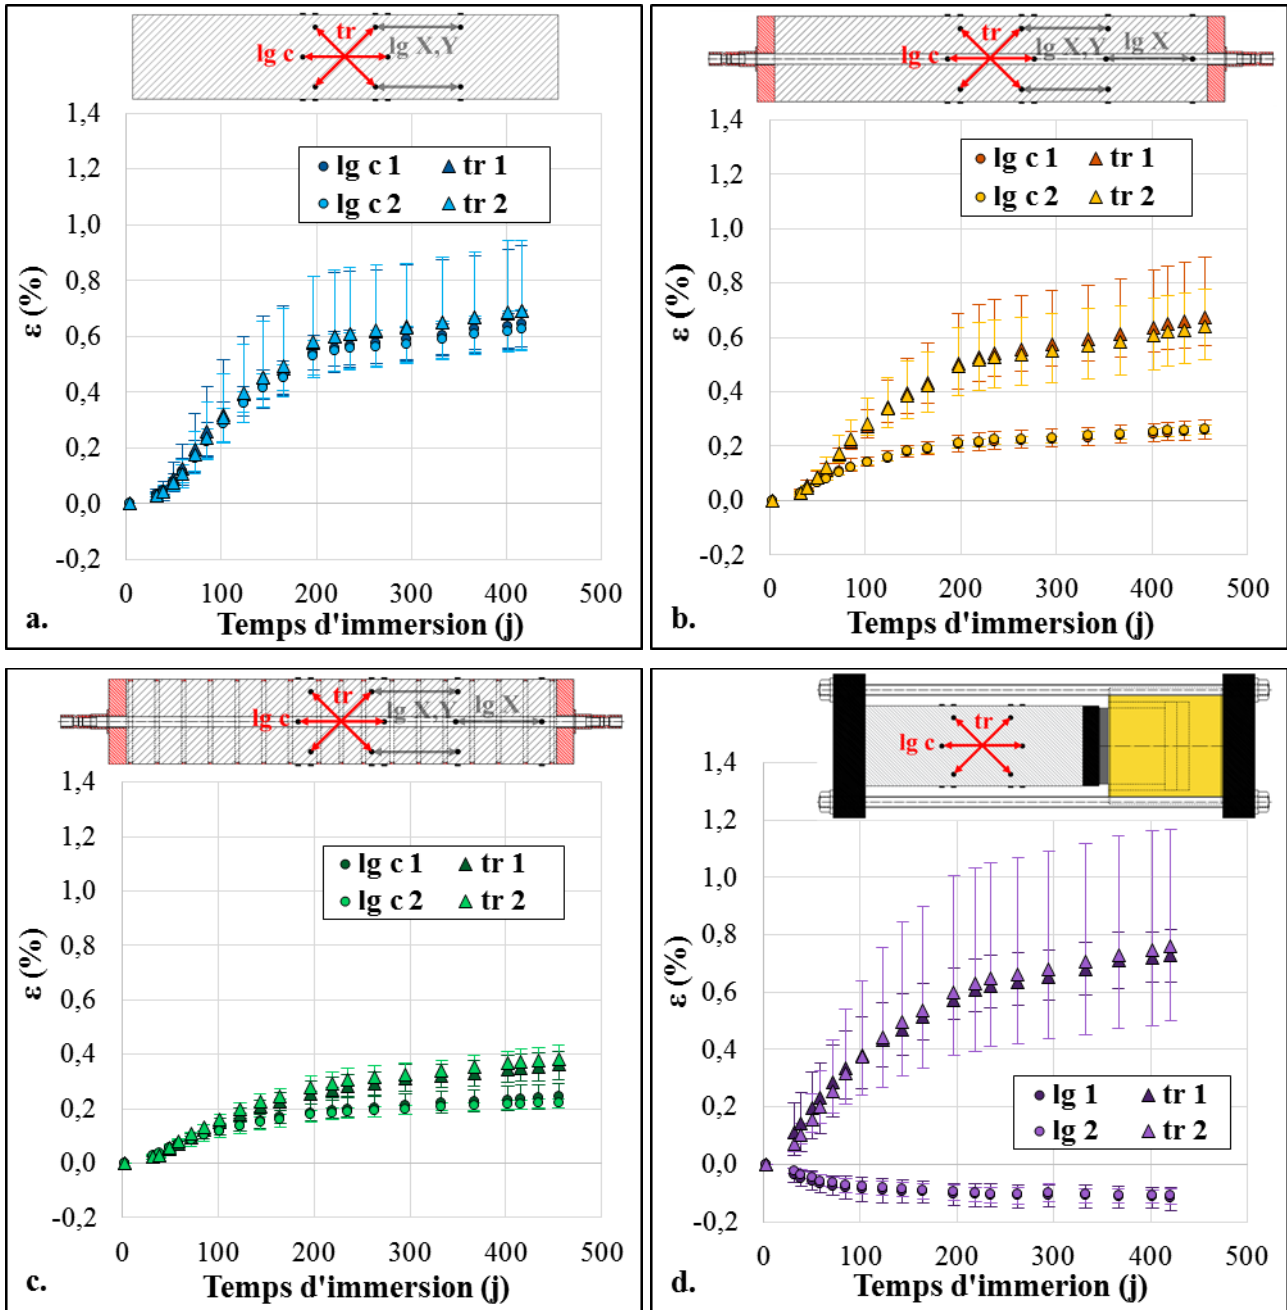 tr
lg c
lg X,Y
1,4
1,2
1,0
0,8
0,6
0,4
0,2
0,0
-0,2
ε (%)
lg c 1 tr 1
lg c 2 tr 2
0 100 200 300 400 500
Temps d'immersion (j)
a.
tr
lg c
lg X,Y
lg X
1,4
1,2
1,0
0,8
0,6
0,4
0,2
0,0
-0,2
ε (%)
lg c 1 tr 1
lg c 2 tr 2
0 100 200 300 400 500
Temps d'immersion (j)
b.
tr
lg c
lg X,Y
lg X
1,4
1,2
1,0
0,8
0,6
0,4
0,2
0,0
-0,2
ε (%)
lg c 1 tr 1
lg c 2 tr 2
0 100 200 300 400 500
Temps d'immersion (j)
c.
tr
lg c
1,4
1,2
1,0
0,8
0,6
0,4
0,2
0,0
-0,2
ε (%)
lg 1 tr 1
lg 2 tr 2
0 100 200 300 400 500
Temps d'immerion (j)
d.